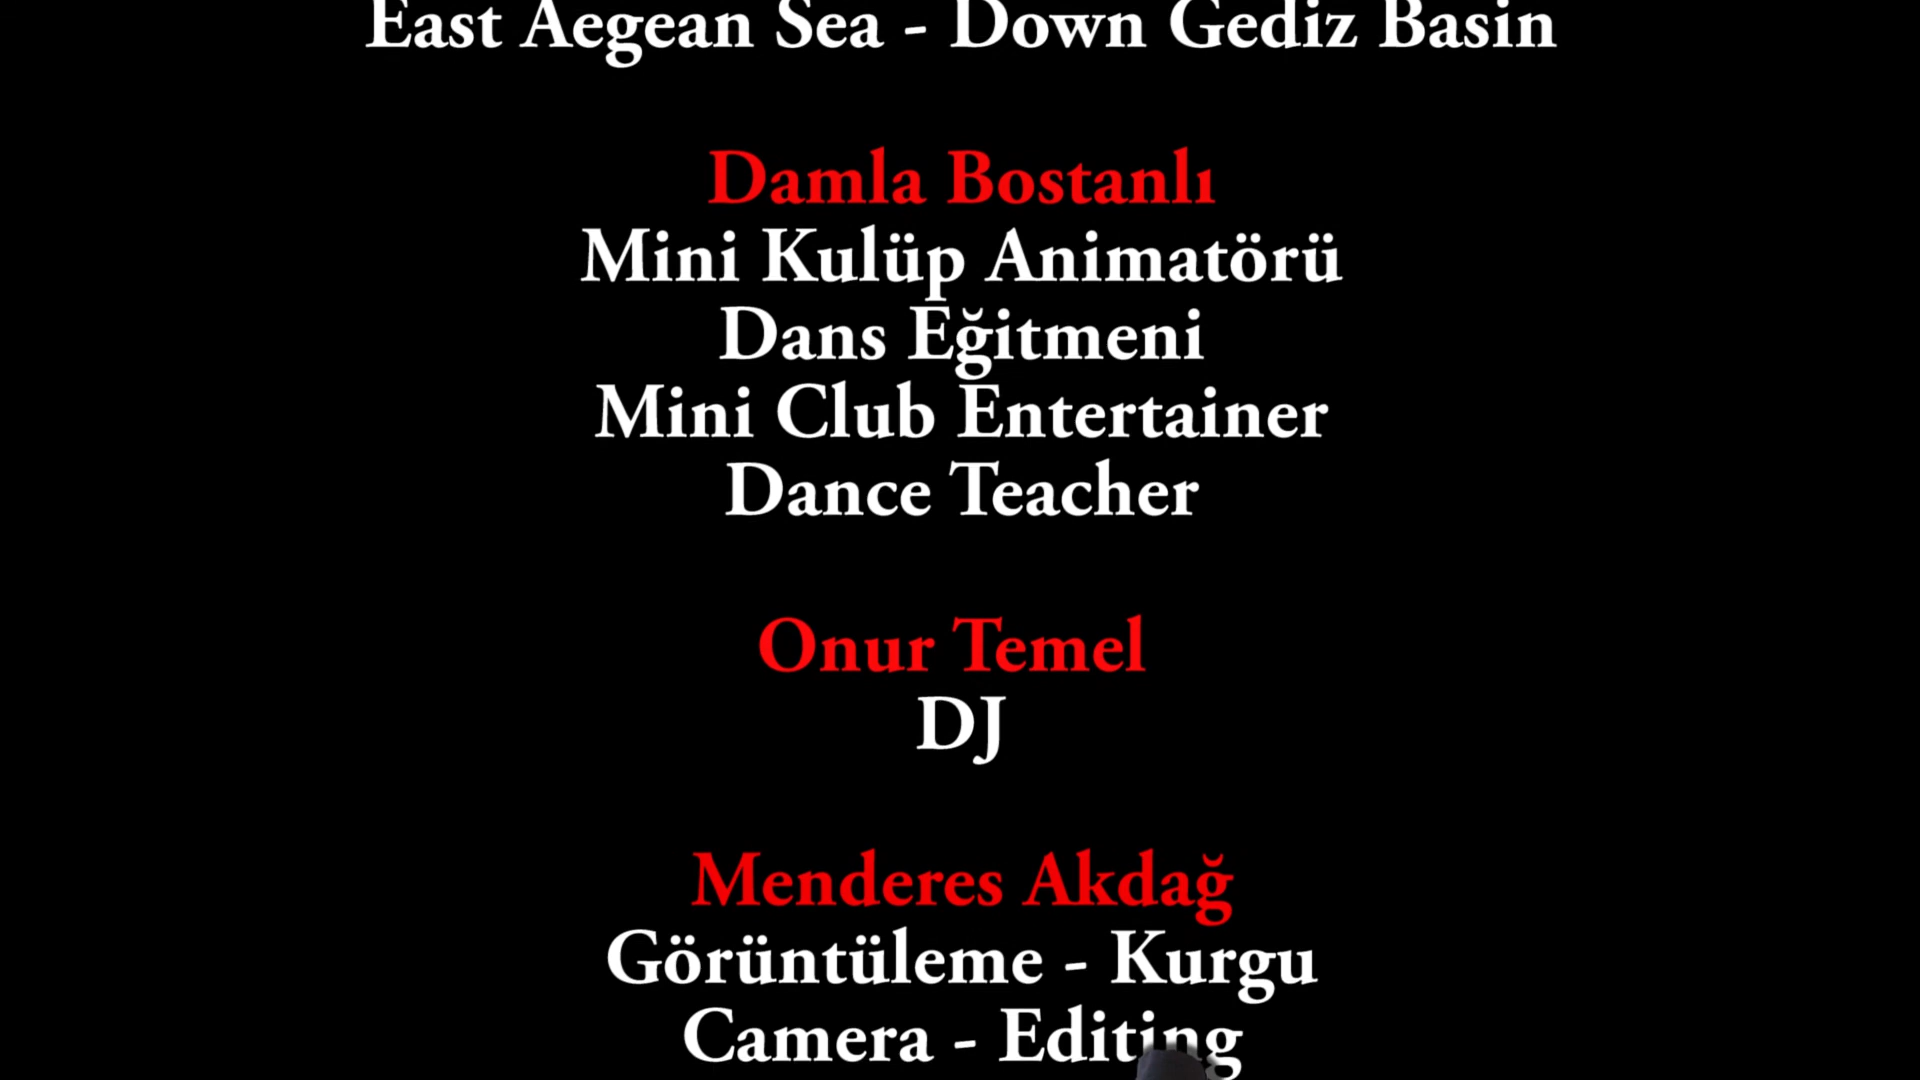 East Aegean Sea - Down Gediz Basin
Damla Bostanlı
Mini Kulüp Animatörü
Dans Eğitmeni
Mini Club Entertainer
Dance Teacher
Onur Temel
DJ
Menderes Akdağ
Görüntüleme - Kurgu
Camera - Editing